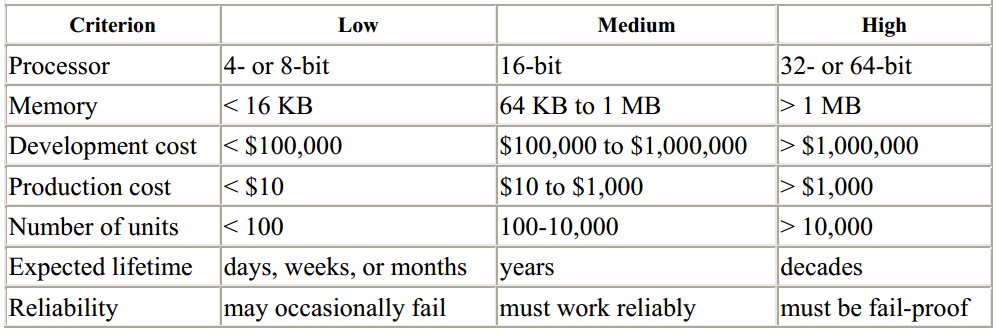 Criterion Low Medium High
Processor 4- or 8-bit 16-bit 32- or 64-bit
Memory < 16 KB 64 KB to 1 MB > 1 MB
Development cost < $100,000 $100,000 to $1,000,000 > $1,000,000
Production cost < $10 $10 to $1,000 > $1,000
Number of units < 100 100-10,000 > 10,000
Expected lifetime days, weeks, or months years decades
Reliability may occasionally fail must work reliably must be fail-proof